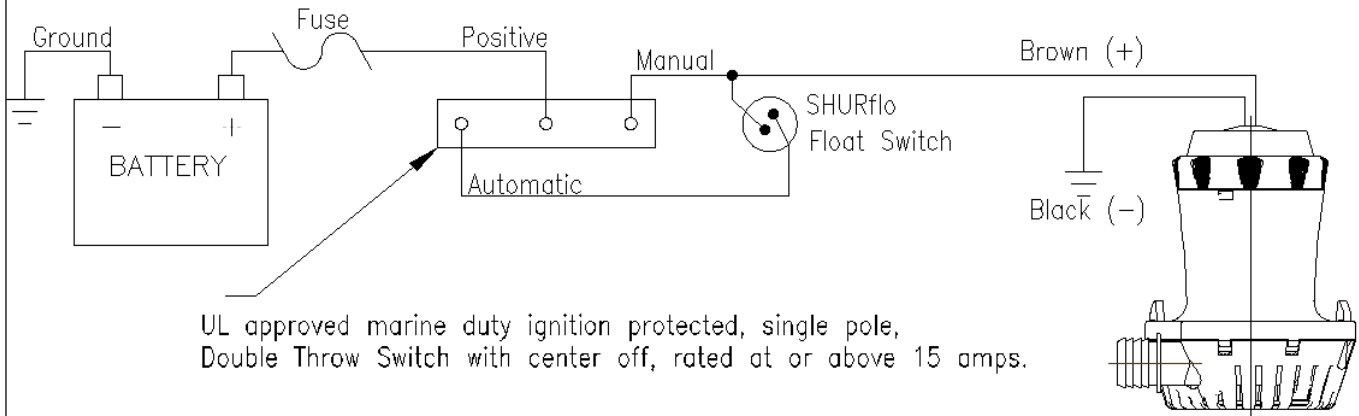 Fuse
Ground
Positive
Manual
Brown (+)
SHURflo
Float Switch
− +
BATTERY
Automatic
Black (−)
UL approved marine duty ignition protected, single pole,
Double Throw Switch with center off, rated at or above 15 amps.